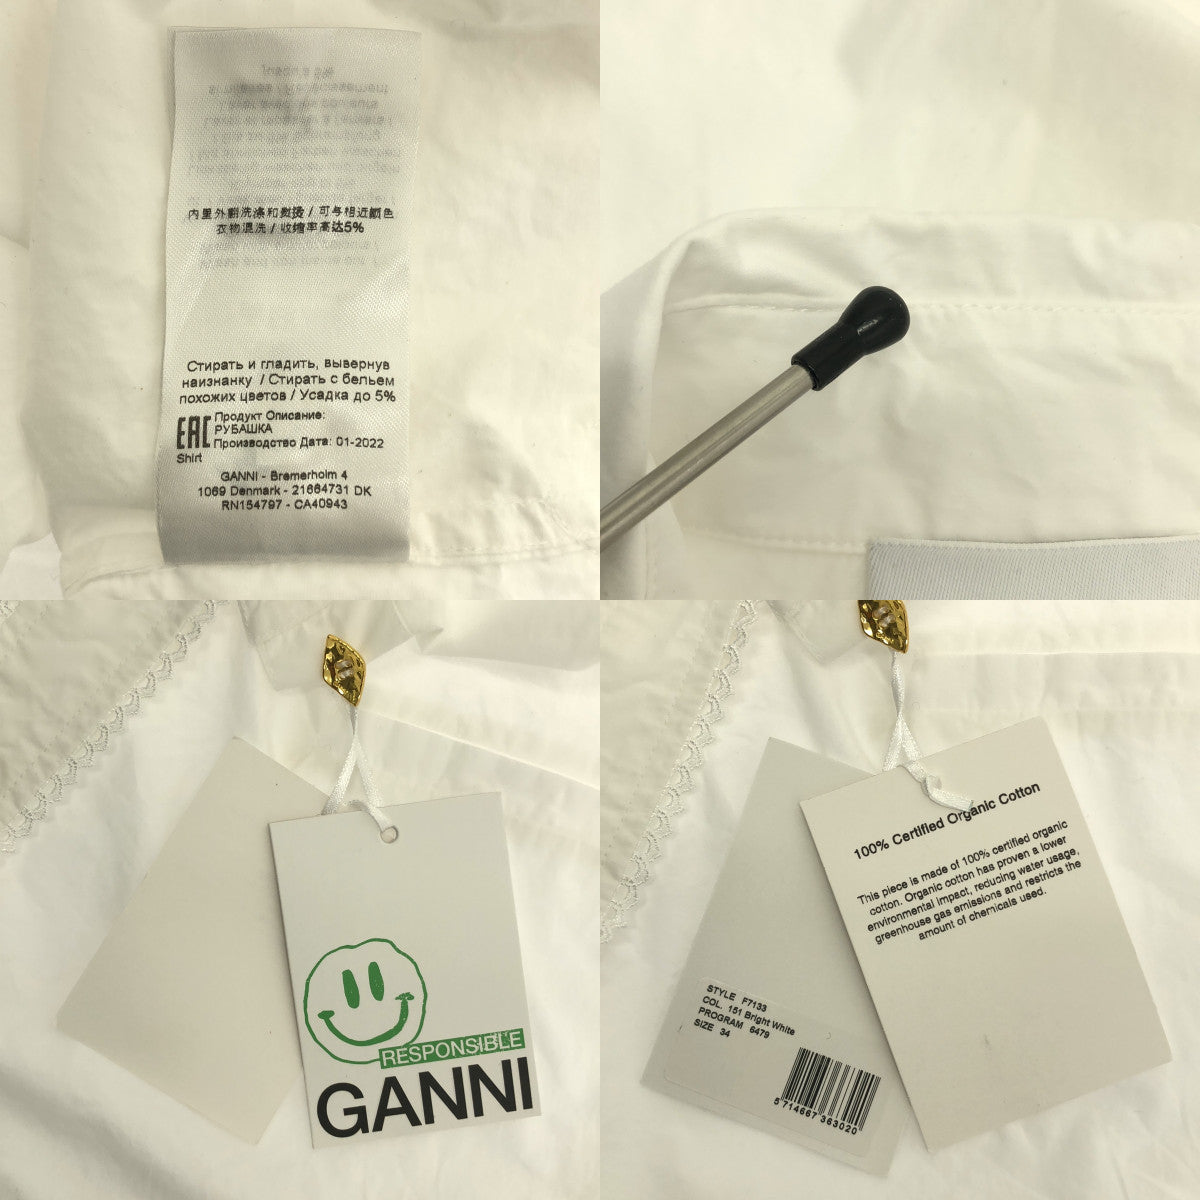 内里外翻洗涤和熨烫 / 可与相近颜色
衣物混洗 / 收缩率高达5%
Стирать и гладить, вывернув
наизнанку / Стирать с бельем
похожих цветов / Усадка до 5%
EAC
Продукт Описание:
РУБАШКА
Производство Дата: 01-2022
Shirt
GANNI - Bremerholm 4
1069 Denmark - 21664731 DK
RN154797 - CA40943
RESPONSIBLE
GANNI
100% Certified Organic Cotton
This piece is made of 100% certified organic
cotton. Organic cotton has proven a lower
environmental impact, reducing water usage,
greenhouse gas emissions and restricts the
amount of chemicals used.
STYLE F7133
COL. 151 Bright White
PROGRAM 6479
SIZE 34
5 714667 363020